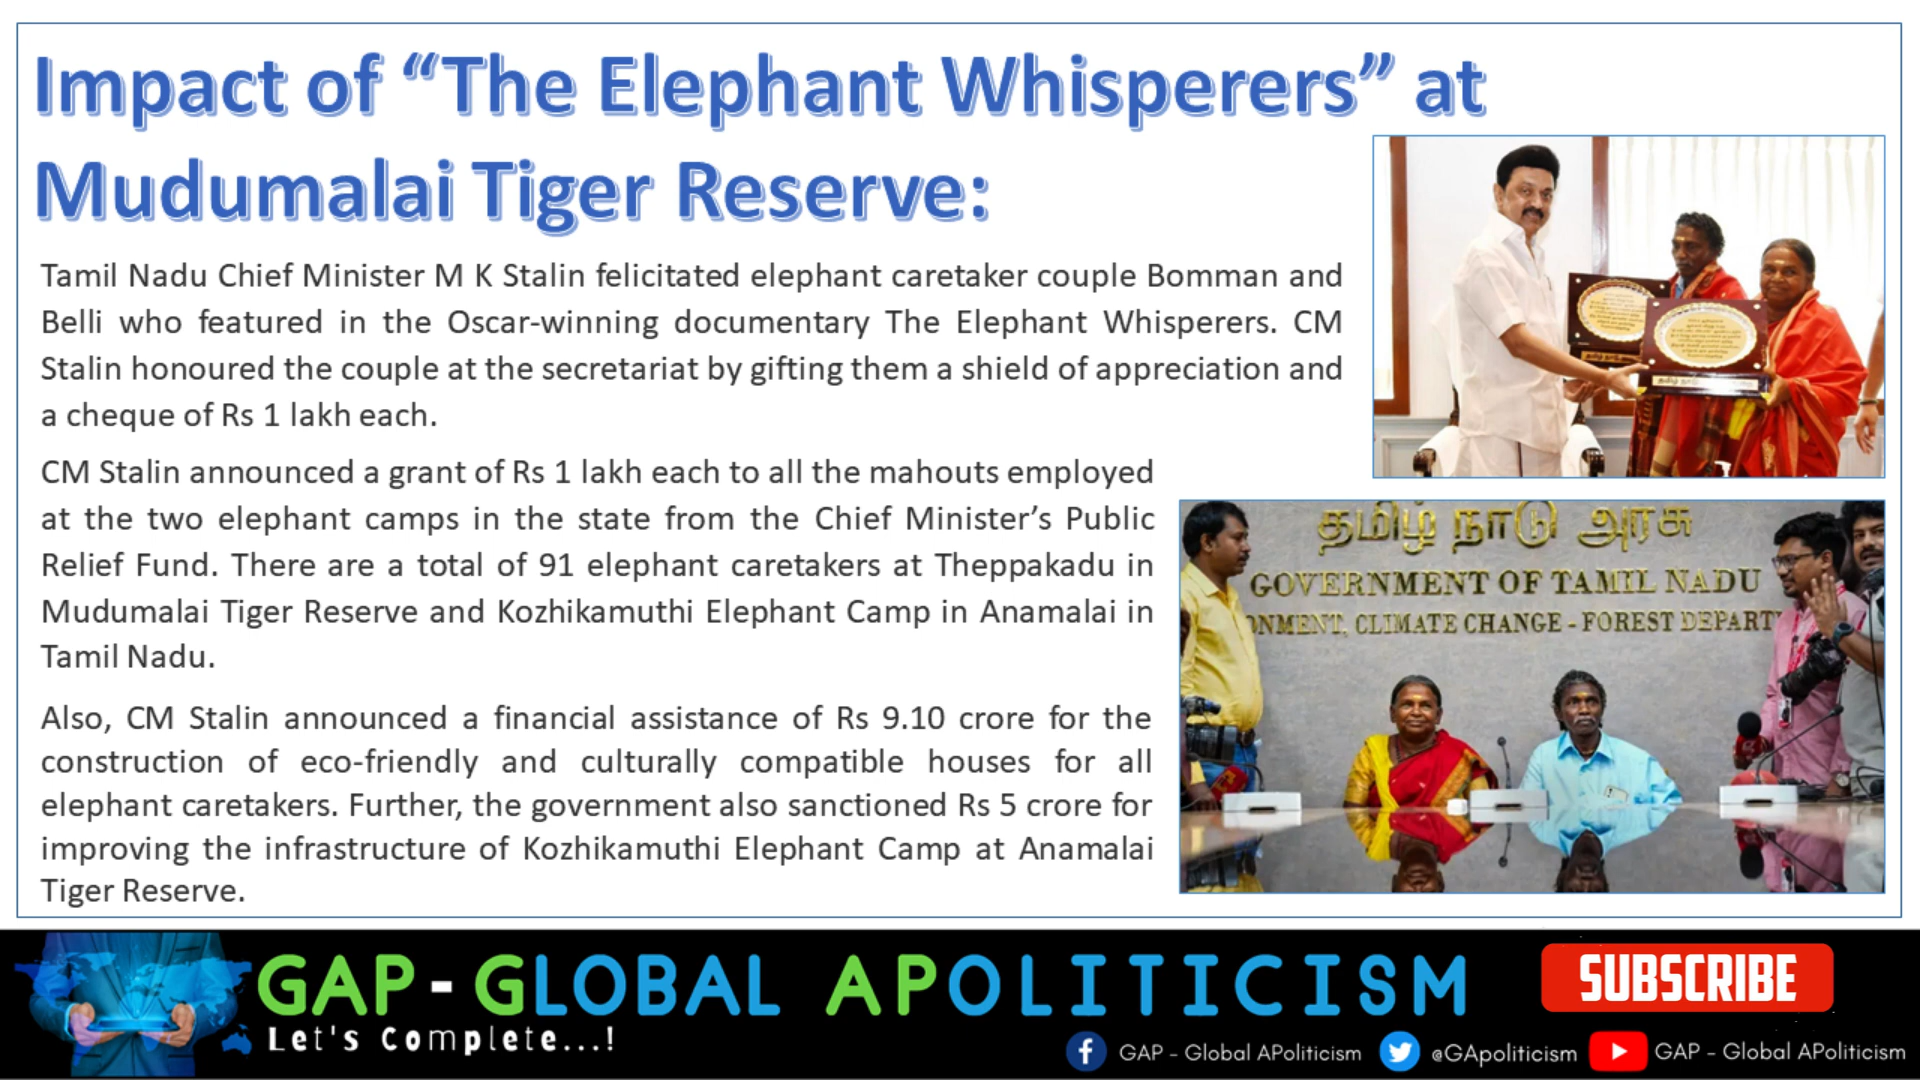 Impact of “The Elephant Whisperers” at
Mudumalai Tiger Reserve:
Tamil Nadu Chief Minister M K Stalin felicitated elephant caretaker couple Bomman and
Belli who featured in the Oscar-winning documentary The Elephant Whisperers. CM
Stalin honoured the couple at the secretariat by gifting them a shield of appreciation and
a cheque of Rs 1 lakh each.
CM Stalin announced a grant of Rs 1 lakh each to all the mahouts employed
at the two elephant camps in the state from the Chief Minister’s Public
Relief Fund. There are a total of 91 elephant caretakers at Theppakadu in
Mudumalai Tiger Reserve and Kozhikamuthi Elephant Camp in Anamalai in
Tamil Nadu.
Also, CM Stalin announced a financial assistance of Rs 9.10 crore for the
construction of eco-friendly and culturally compatible houses for all
elephant caretakers. Further, the government also sanctioned Rs 5 crore for
improving the infrastructure of Kozhikamuthi Elephant Camp at Anamalai
Tiger Reserve.
தமிழ் நாடு அரசு
GOVERNMENT OF TAMIL NADU
ONMENT, CLIMATE CHANGE - FOREST DEPART
GAP - GLOBAL APOLITICISM
Let's Complete...!
SUBSCRIBE
GAP - Global APoliticism
@GApoliticism
GAP - Global APoliticism